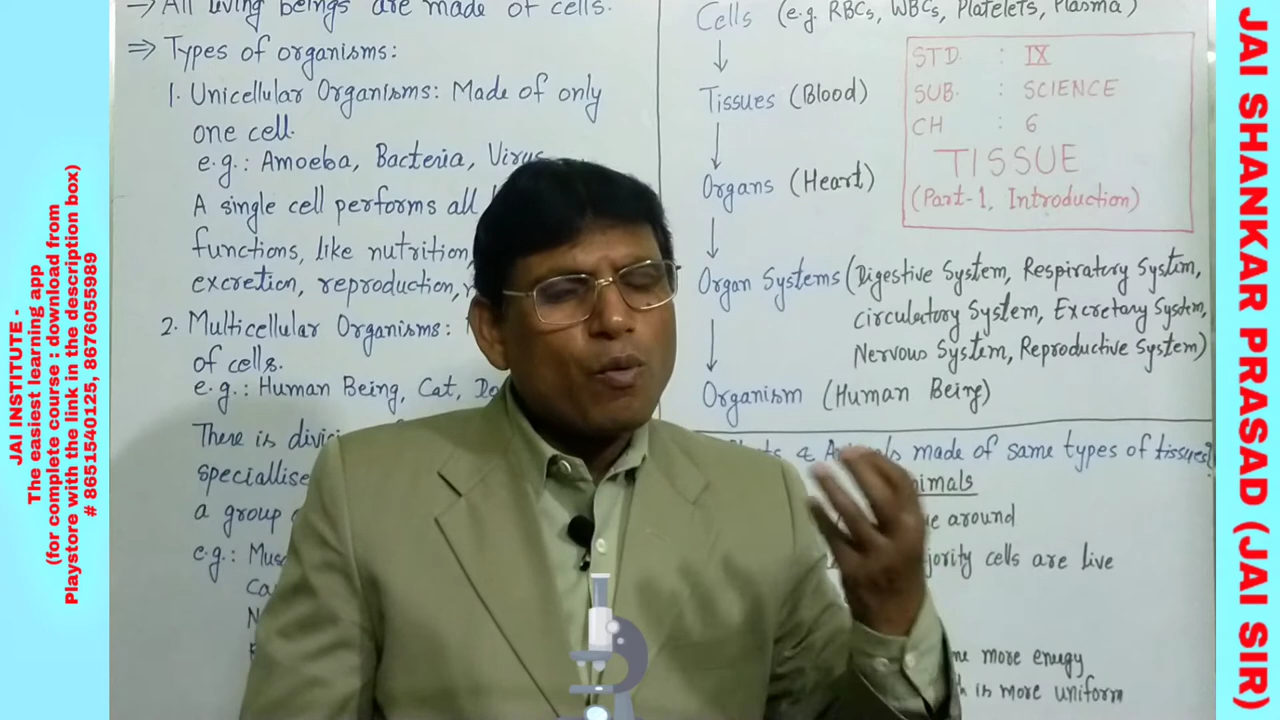 JAI INSTITUTE -
The easiest learning app
(for complete course : download from
Playstore with the link in the description box)
# 8651540125, 8676055989
→ All living beings are made of cells.
⇒ Types of organisms:
1. Unicellular Organisms: Made of only
one cell.
e.g.: Amoeba, Bacteria, Virus
A single cell performs all
functions, like nutrition
excretion, reproduction,
2. Multicellular Organisms:
of cells.
e.g.: Human Being, Cat,
There is
a group
e.g.:
Cells (e.g. RBCs, WBCs, Platelets, Plasma)
↓
Tissues (Blood)
↓
Organs (Heart)
↓
Organ Systems (Digestive System, Respiratory System,
Circulatory System, Excretary System,
Nervous System, Reproductive System)
↓
Organism (Human Being)
STD. : IX
SUB. : SCIENCE
CH : 6
TISSUE
(Part-1, Introduction)
& Animals made of same types of tissues?
around
cells are live
more energy
is more uniform
JAI SHANKAR PRASAD (JAI SIR)